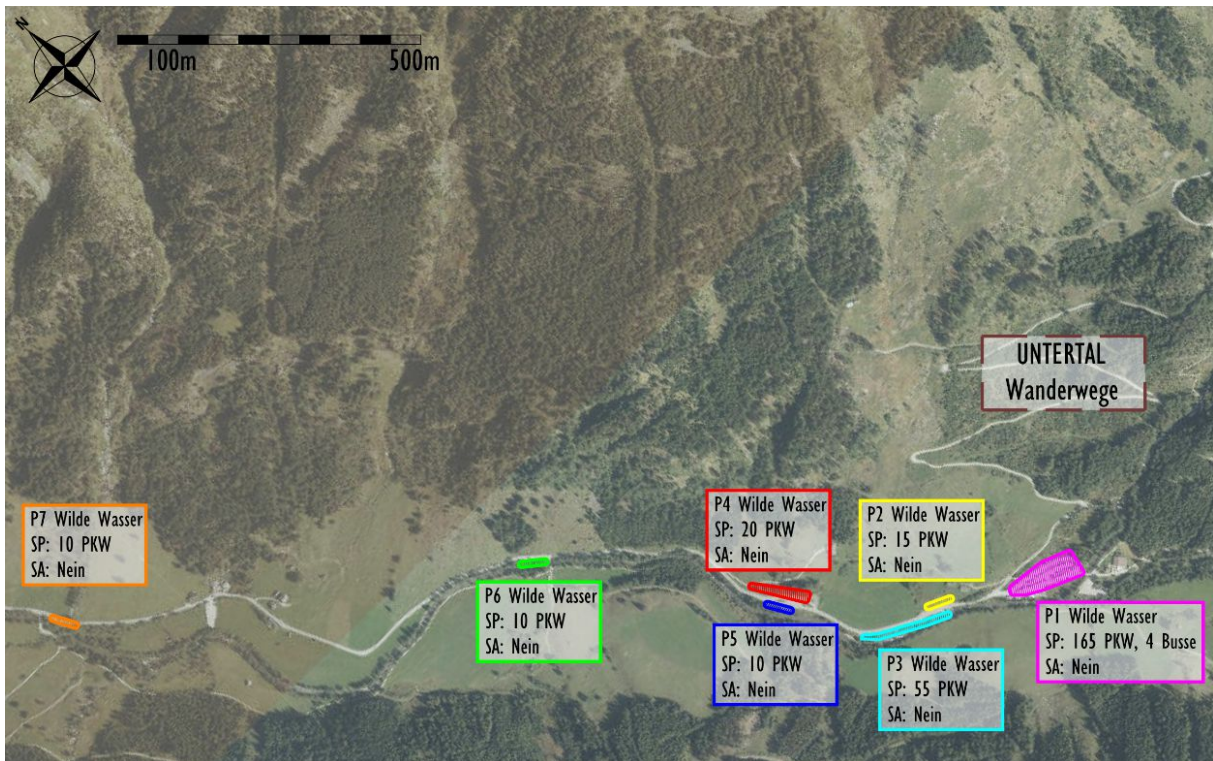 N
100m
500m
UNTERTAL
Wanderwege
P7 Wilde Wasser
SP: 10 PKW
SA: Nein
P6 Wilde Wasser
SP: 10 PKW
SA: Nein
P4 Wilde Wasser
SP: 20 PKW
SA: Nein
P5 Wilde Wasser
SP: 10 PKW
SA: Nein
P2 Wilde Wasser
SP: 15 PKW
SA: Nein
P3 Wilde Wasser
SP: 55 PKW
SA: Nein
P1 Wilde Wasser
SP: 165 PKW, 4 Busse
SA: Nein